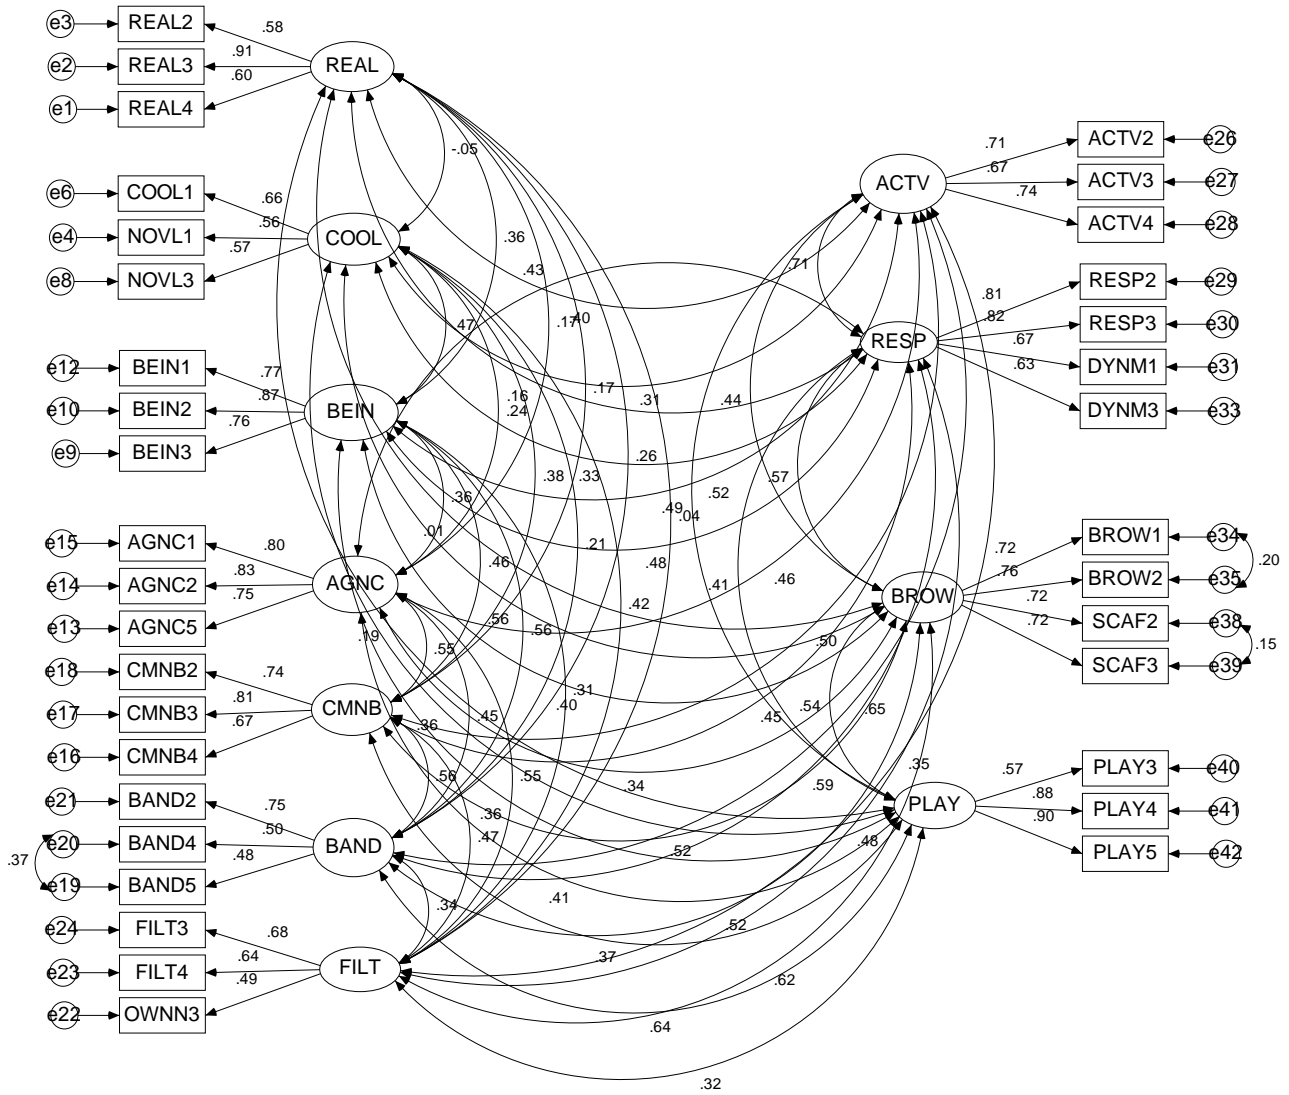 e3 REAL2 .58
e2 REAL3 .91 REAL
e1 REAL4 .60
e6 COOL1 .66
e4 NOVL1 .56 COOL
e8 NOVL3 .57
e12 BEIN1 .77
e10 BEIN2 .87 BEIN
e9 BEIN3 .76
e15 AGNC1 .80
e14 AGNC2 .83 AGNC
e13 AGNC5 .75
e18 CMNB2 .74
e17 CMNB3 .81 CMNB
e16 CMNB4 .67
e21 BAND2 .75
e20 BAND4 .50 BAND
.37
e19 BAND5 .48
e24 FILT3 .68
e23 FILT4 .64 FILT
e22 OWNN3 .49
-.05
.36
.43
.47
.17
.40
.16
.24
.17
.31
.44
.71
.26
.38
.33
.36
.01
.21
.46
.49
.04
.52
.57
.48
.41
.46
.42
.56
.56
.19
.55
.50
.31
.40
.36
.45
.45
.54
.65
.56
.55
.34
.59
.35
.36
.47
.52
.48
.34
.41
.52
.37
.62
.64
.32
.71 ACTV2 e26
ACTV .67 ACTV3 e27
.74 ACTV4 e28
.81 RESP2 e29
RESP .82 RESP3 e30
.67 DYNM1 e31
.63 DYNM3 e33
.72 BROW1 e34
.20
BROW .76 BROW2 e35
.72 SCAF2 e38
.15
.72 SCAF3 e39
.57 PLAY3 e40
PLAY .88 PLAY4 e41
.90 PLAY5 e42